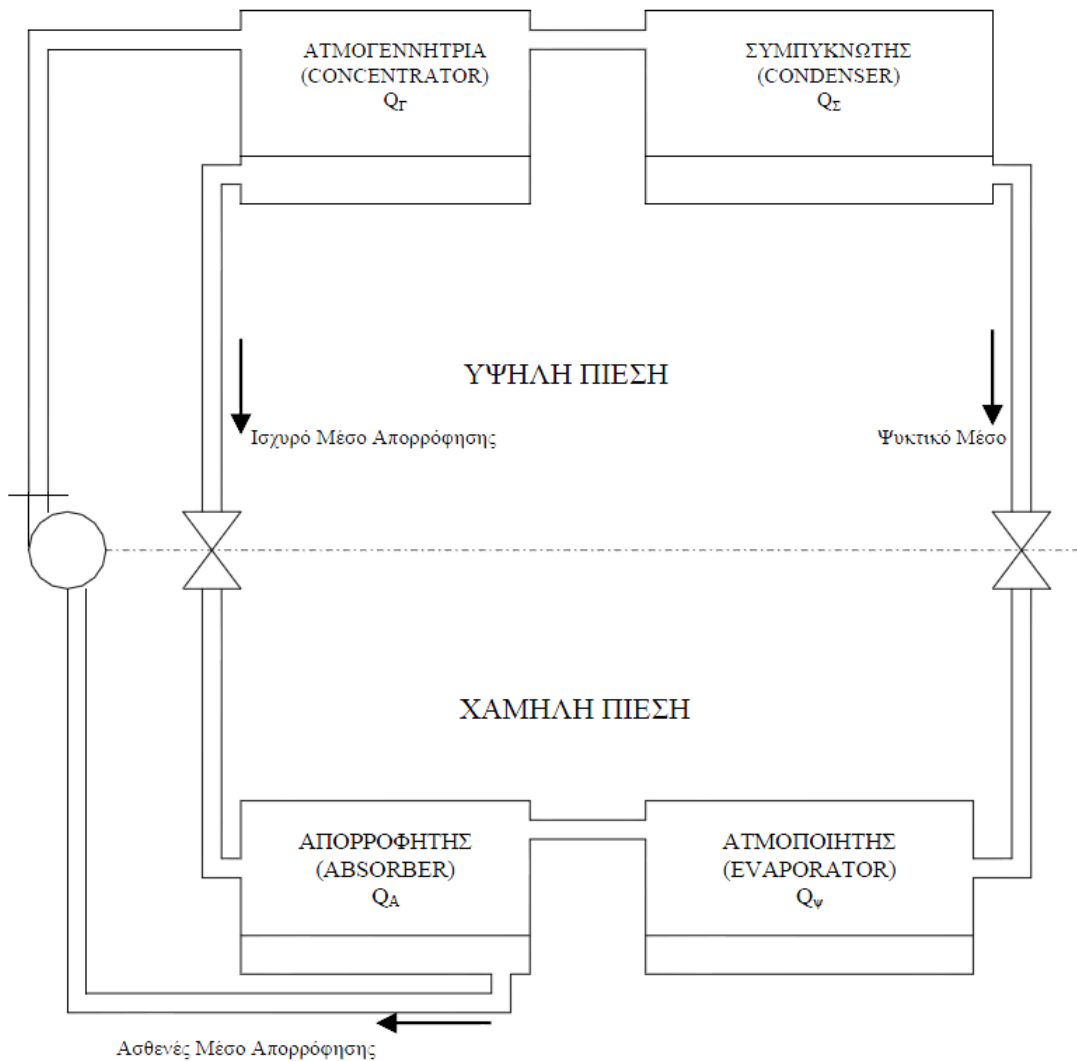 ΑΤΜΟΓΕΝΝΗΤΡΙΑ
(CONCENTRATOR)
QΓ
ΣΥΜΠΥΚΝΩΤΗΣ
(CONDENSER)
QΣ
ΥΨΗΛΗ ΠΙΕΣΗ
Ισχυρό Μέσο Απορρόφησης
Ψυκτικό Μέσο
ΧΑΜΗΛΗ ΠΙΕΣΗ
ΑΠΟΡΡΟΦΗΤΗΣ
(ABSORBER)
QΑ
ΑΤΜΟΠΟΙΗΤΗΣ
(EVAPORATOR)
Qψ
Ασθενές Μέσο Απορρόφησης